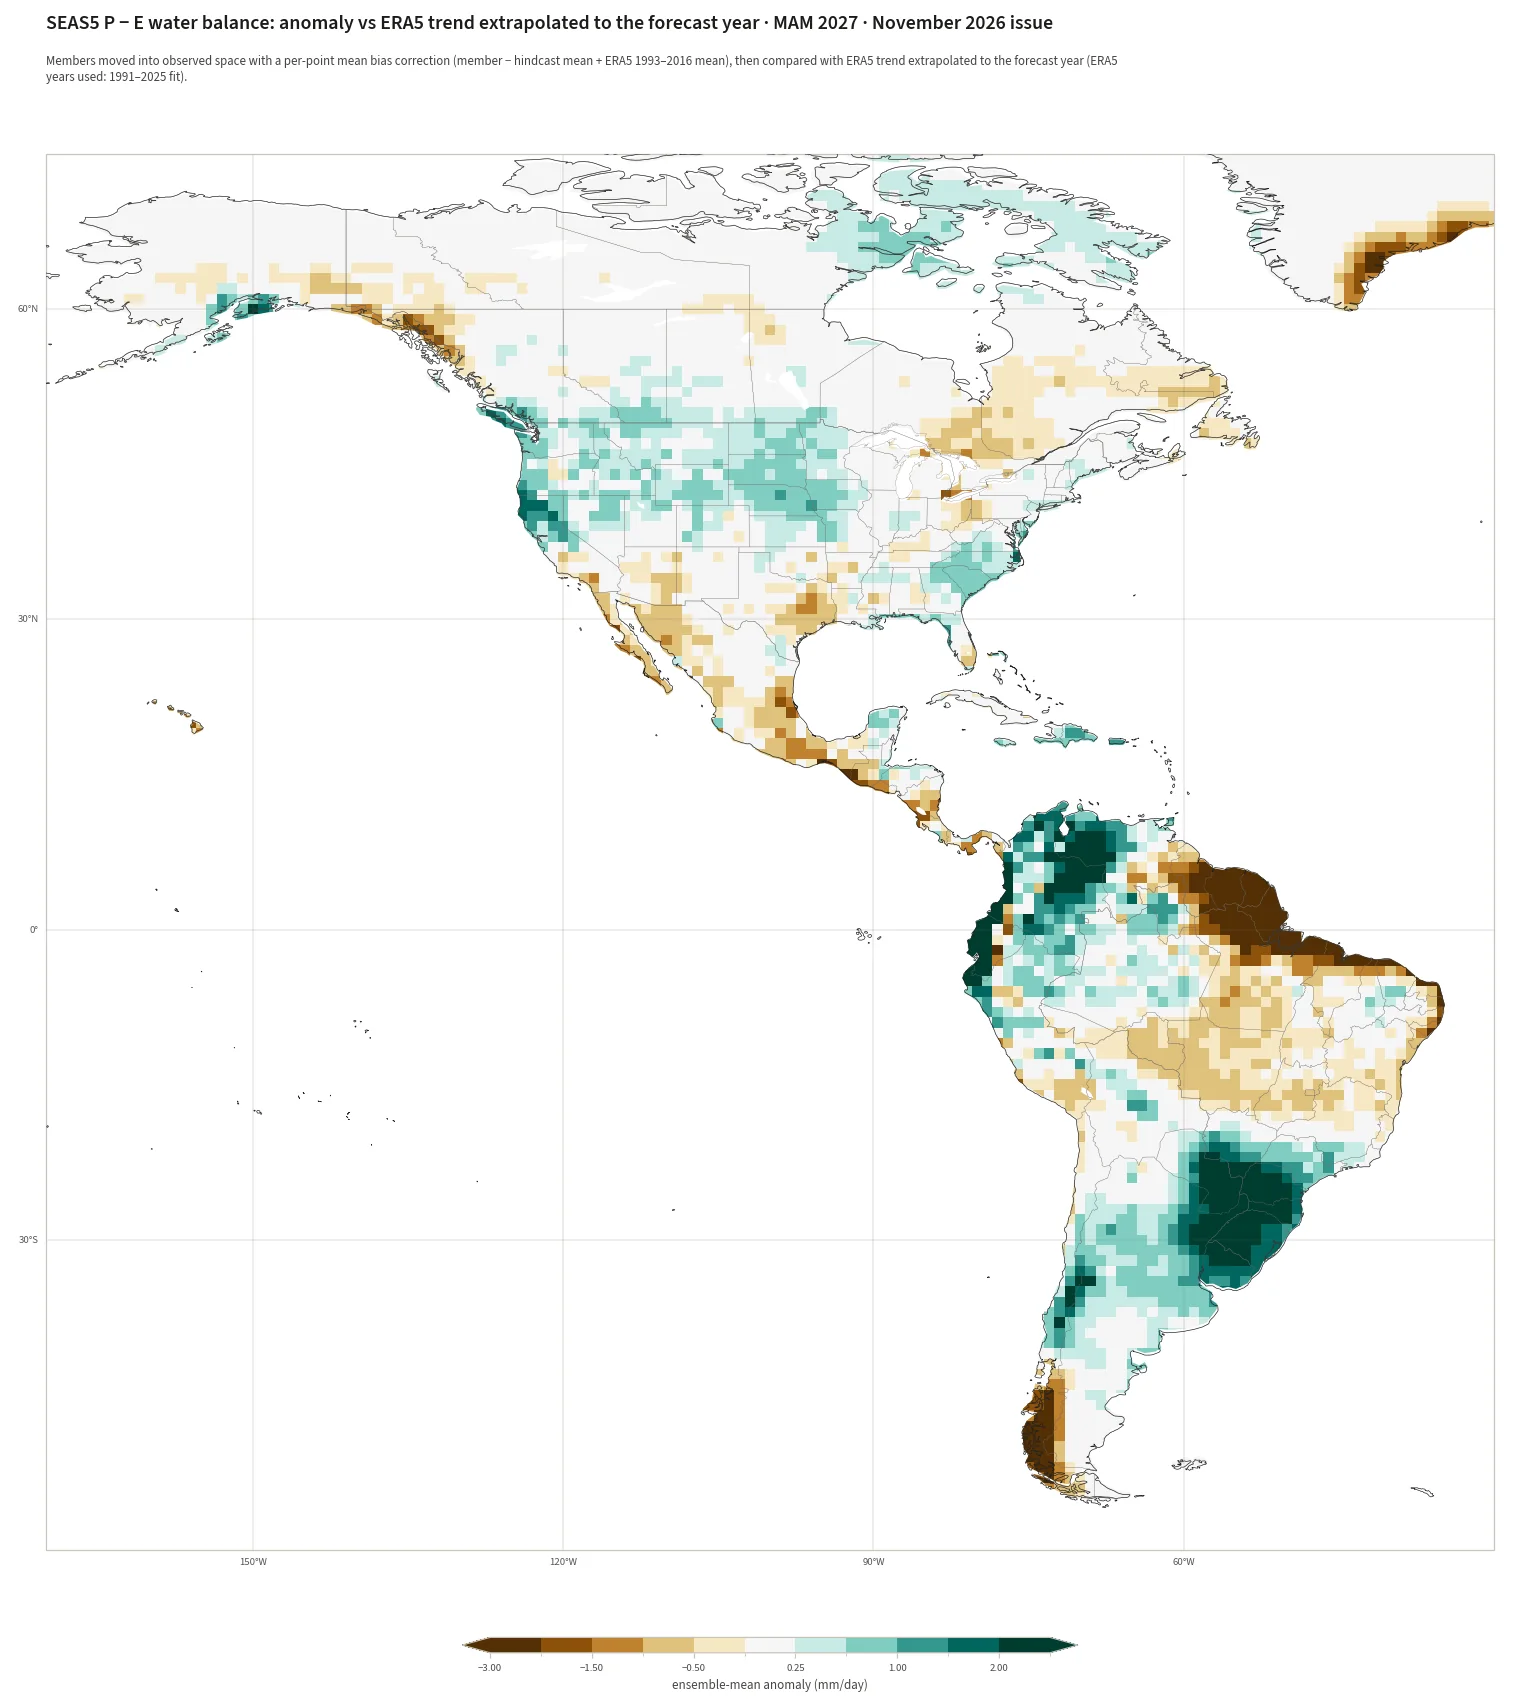 SEAS5 P − E water balance: anomaly vs ERA5 trend extrapolated to the forecast year · MAM 2027 · November 2026 issue
Members moved into observed space with a per-point mean bias correction (member − hindcast mean + ERA5 1993–2016 mean), then compared with ERA5 trend extrapolated to the forecast year (ERA5
years used: 1991–2025 fit).
60°N
30°N
0°
30°S
150°W
120°W
90°W
60°W
−3.00
−1.50
−0.50
0.25
1.00
2.00
ensemble-mean anomaly (mm/day)